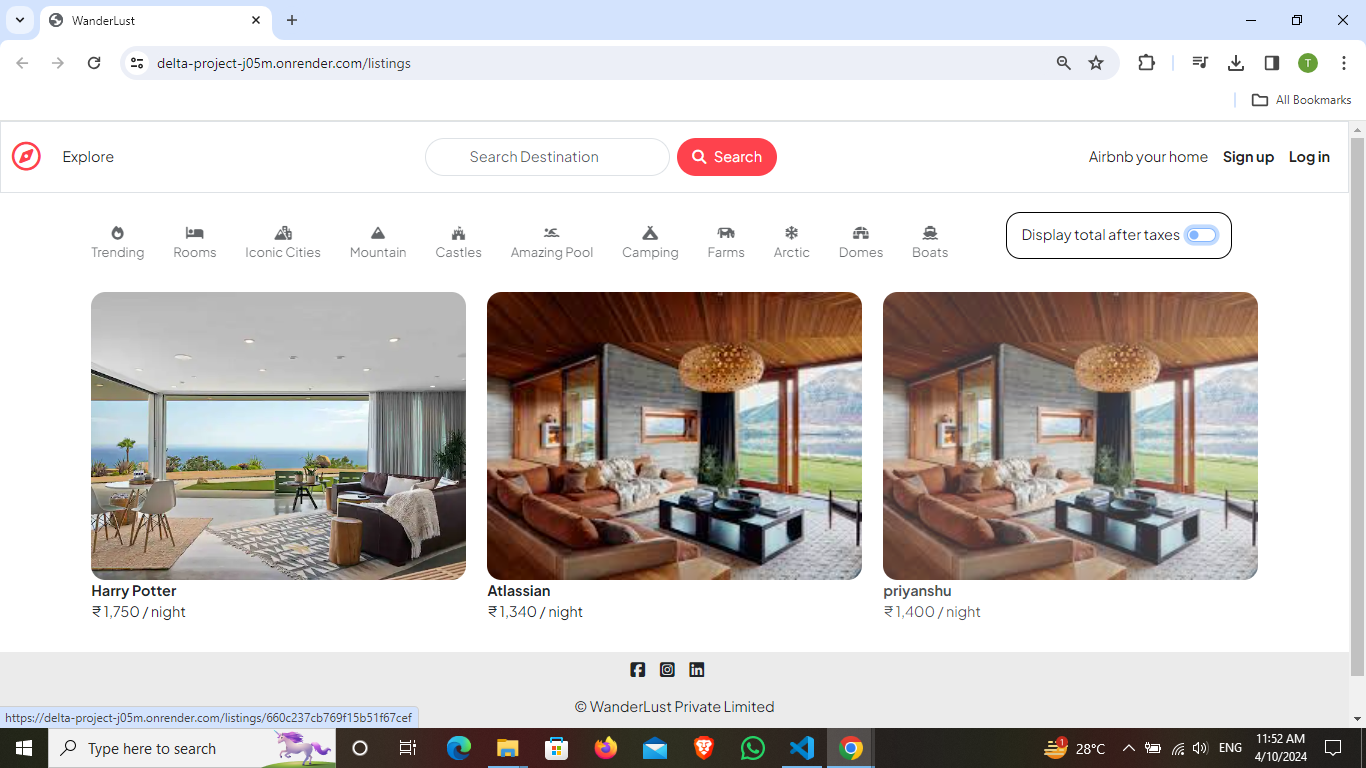 WanderLust
delta-project-j05m.onrender.com/listings
T
All Bookmarks
Explore
Search Destination
Search
Airbnb your home
Sign up
Log in
Trending
Rooms
Iconic Cities
Mountain
Castles
Amazing Pool
Camping
Farms
Arctic
Domes
Boats
Display total after taxes
Harry Potter
₹1,750 / night
Atlassian
₹1,340 / night
priyanshu
₹1,400 / night
© WanderLust Private Limited
https://delta-project-j05m.onrender.com/listings/660c237cb769f15b51f67cef
Type here to search
1
28°C
ENG
11:52 AM
4/10/2024